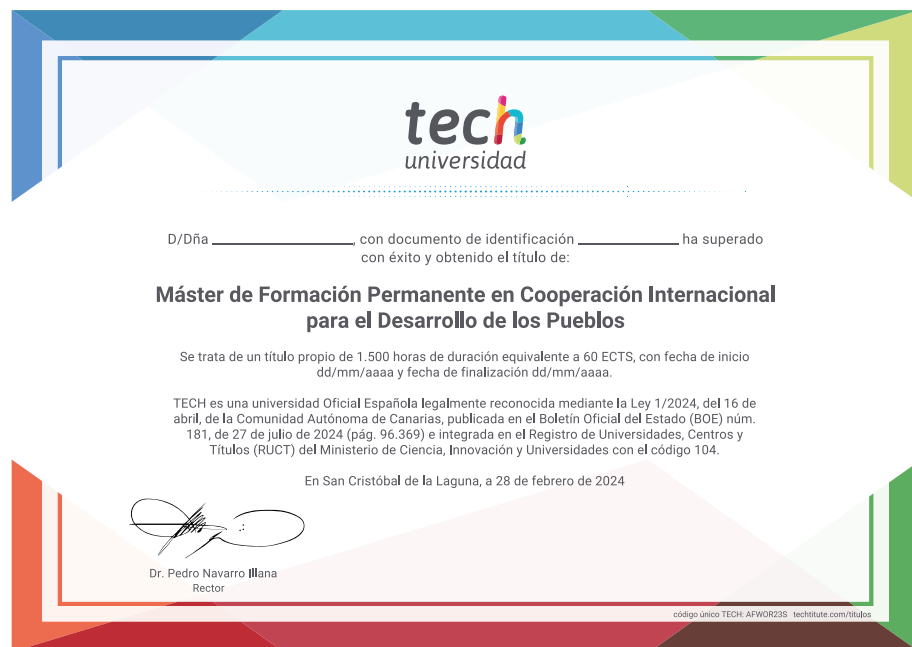 tech
universidad
D/Dña ____________, con documento de identificación ____________ ha superado
con éxito y obtenido el título de:
Máster de Formación Permanente en Cooperación Internacional
para el Desarrollo de los Pueblos
Se trata de un título propio de 1.500 horas de duración equivalente a 60 ECTS, con fecha de inicio
dd/mm/aaaa y fecha de finalización dd/mm/aaaa.
TECH es una universidad Oficial Española legalmente reconocida mediante la Ley 1/2024, del 16 de
abril, de la Comunidad Autónoma de Canarias, publicada en el Boletín Oficial del Estado (BOE) núm.
181, de 27 de julio de 2024 (pág. 96.369) e integrada en el Registro de Universidades, Centros y
Títulos (RUCT) del Ministerio de Ciencia, Innovación y Universidades con el código 104.
En San Cristóbal de la Laguna, a 28 de febrero de 2024
Dr. Pedro Navarro Illana
Rector
código único TECH: AFWOR23S techtitute.com/titulos